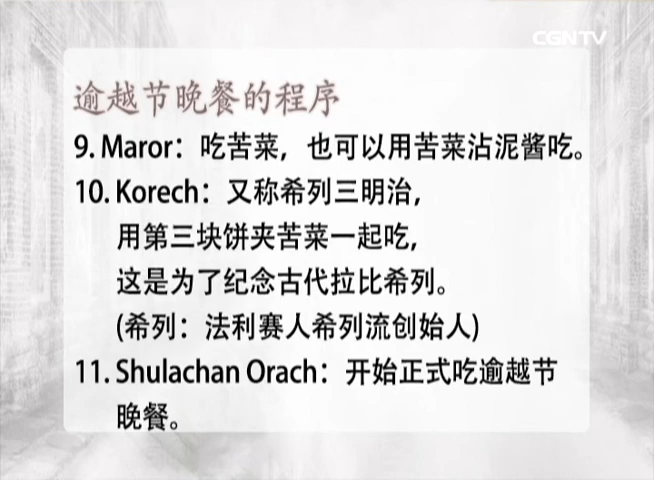 CGNTV
逾越节晚餐的程序
9. Maror：吃苦菜，也可以用苦菜沾泥酱吃。
10. Korech：又称希列三明治，
用第三块饼夹苦菜一起吃，
这是为了纪念古代拉比希列。
(希列：法利赛人希列流创始人)
11. Shulachan Orach：开始正式吃逾越节
晚餐。